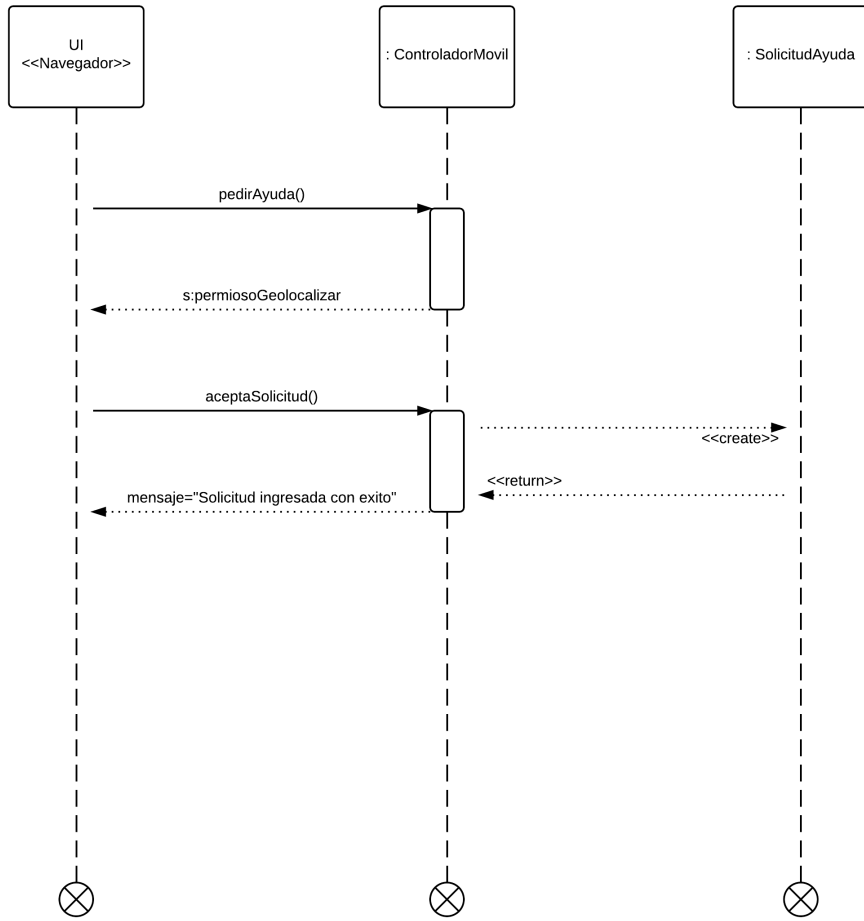 UI
<<Navegador>>
: ControladorMovil
: SolicitudAyuda
pedirAyuda()
s:permiosoGeolocalizar
aceptaSolicitud()
<<create>>
<<return>>
mensaje="Solicitud ingresada con exito"